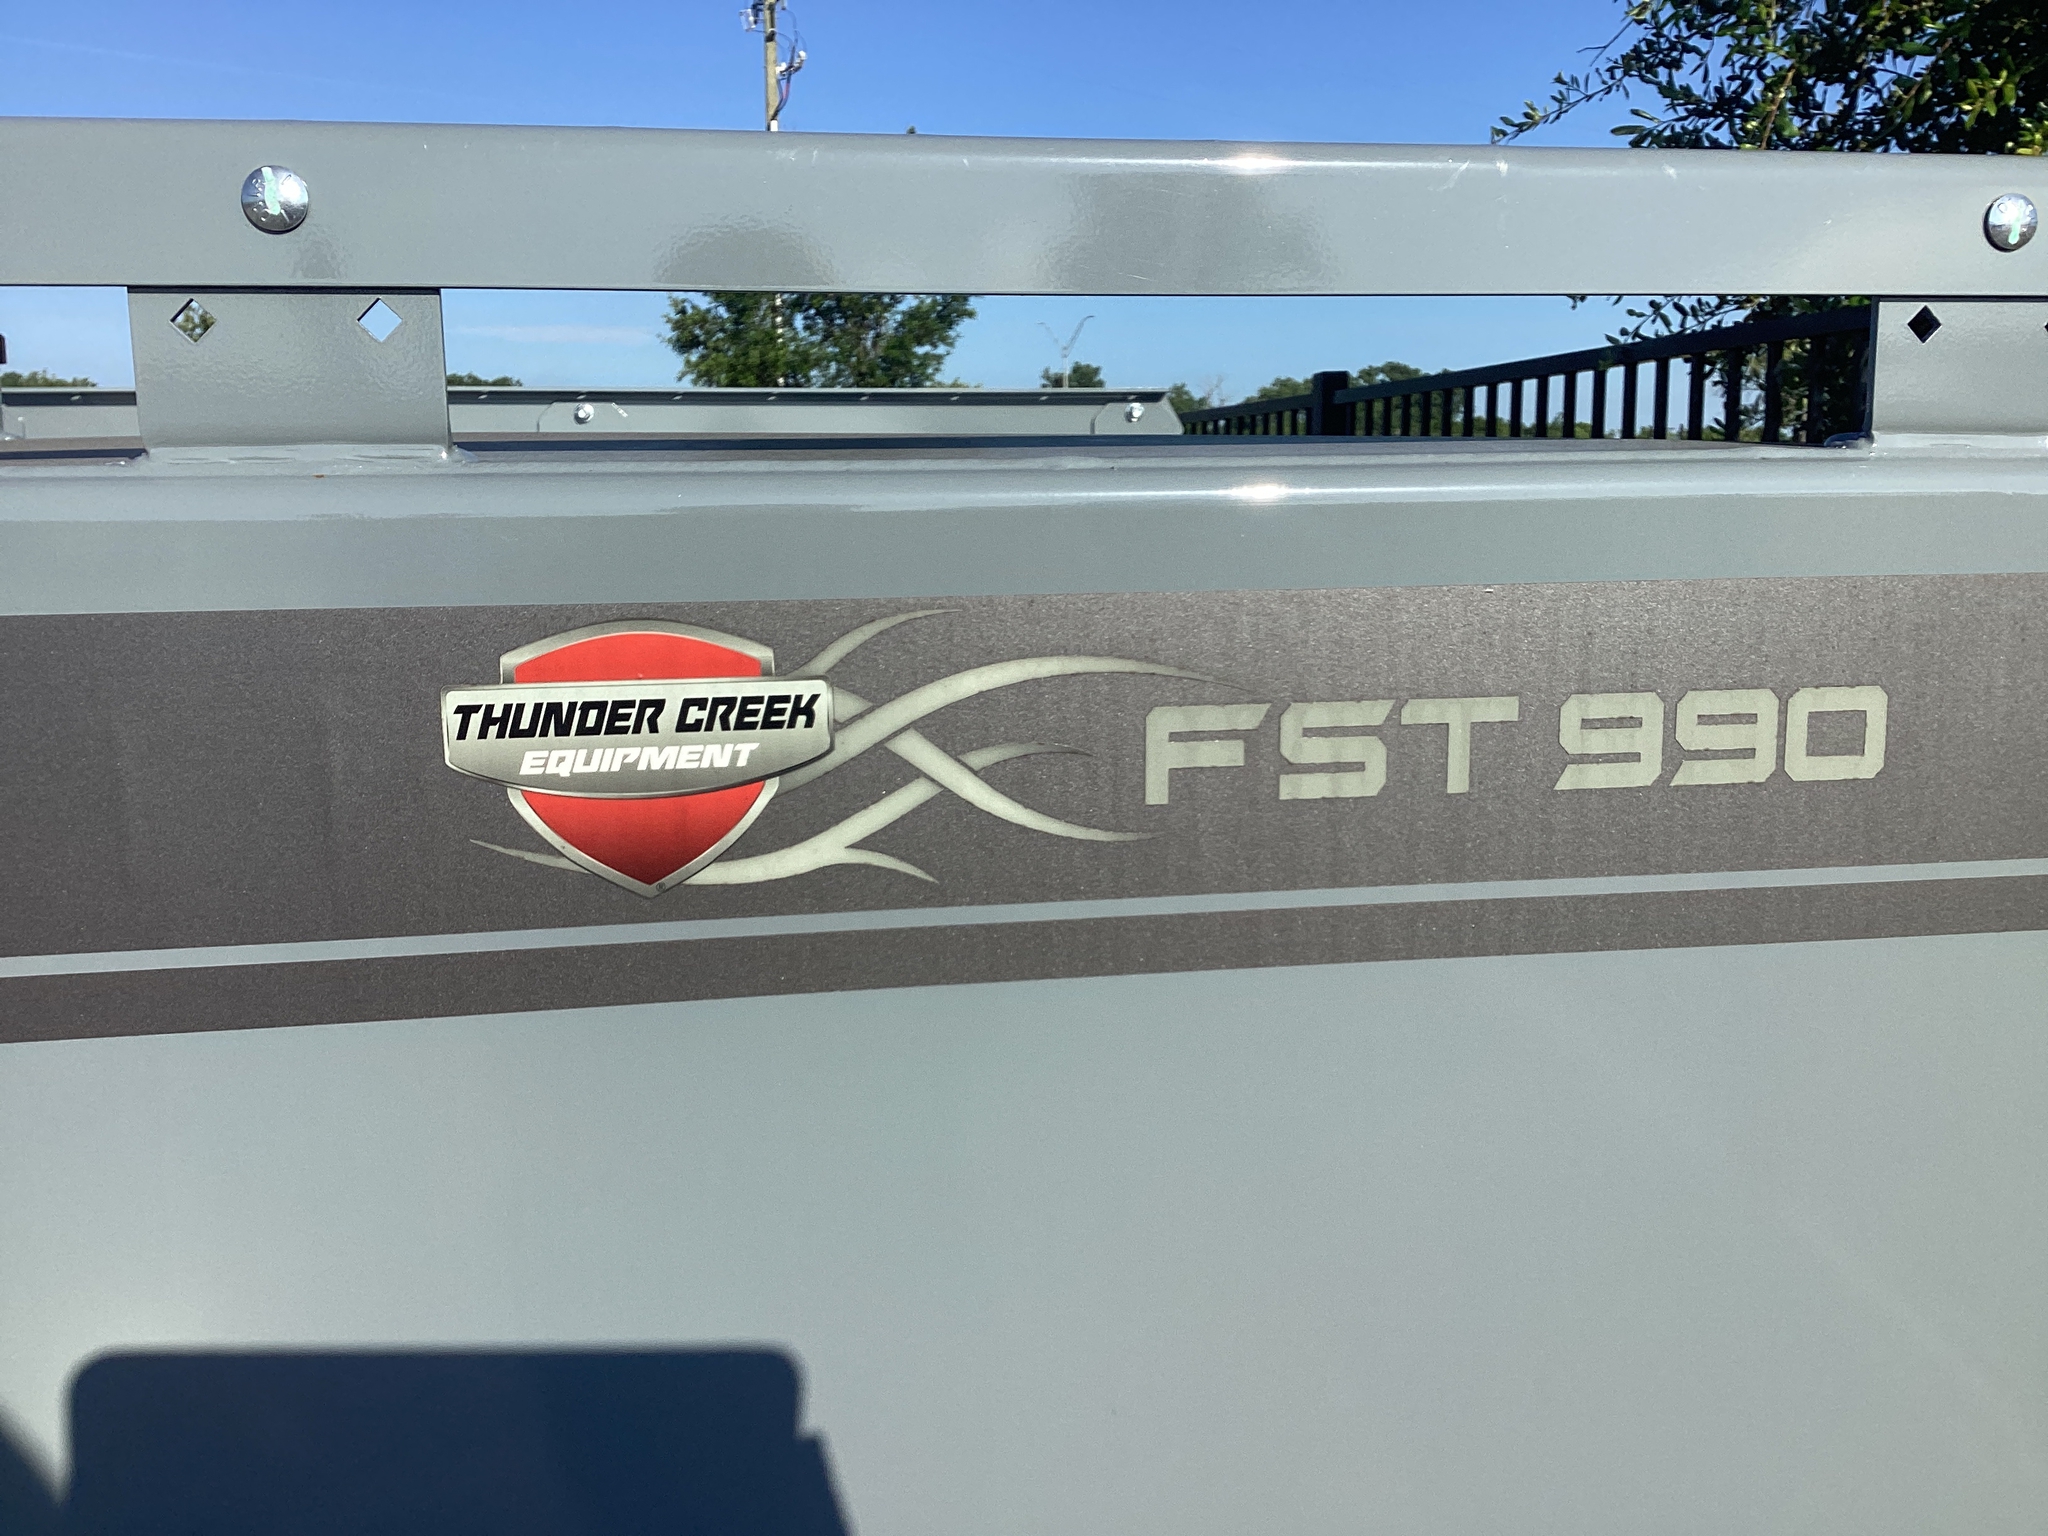 THUNDER CREEK
EQUIPMENT
FST 990